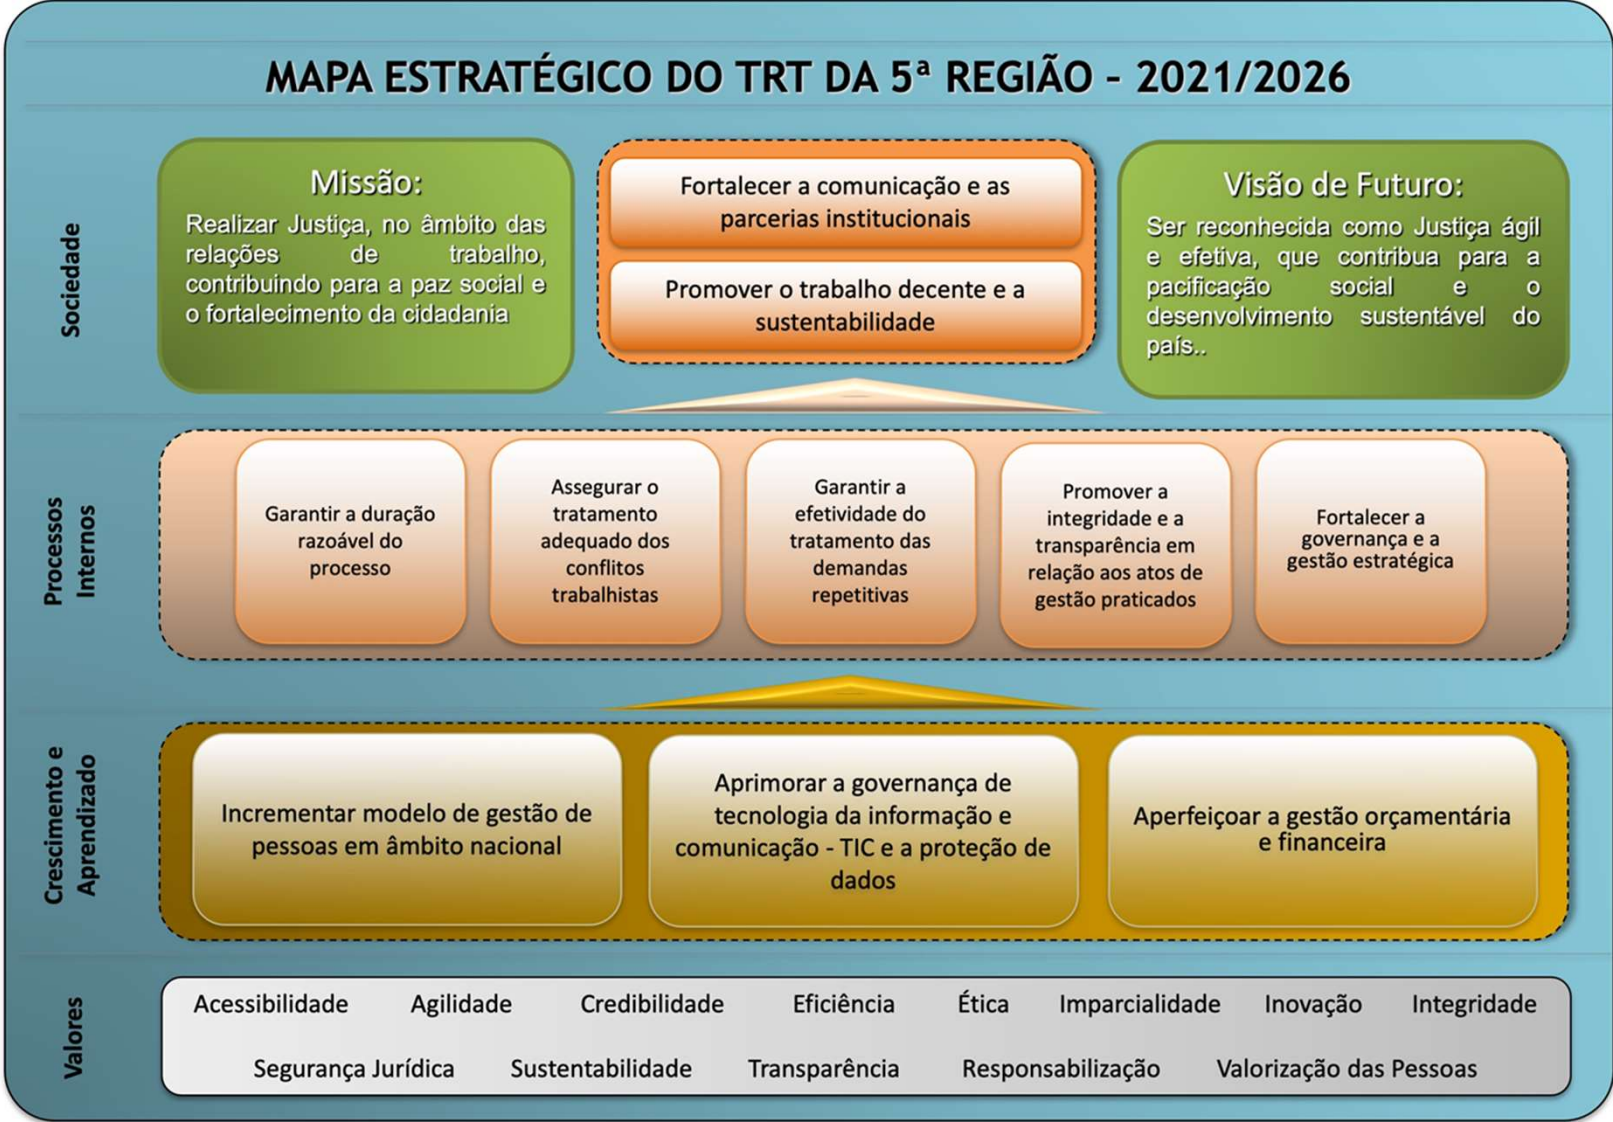 MAPA ESTRATÉGICO DO TRT DA 5ª REGIÃO - 2021/2026
Sociedade
Missão:
Realizar Justiça, no âmbito das
relações de trabalho,
contribuindo para a paz social e
o fortalecimento da cidadania
Fortalecer a comunicação e as
parcerias institucionais
Promover o trabalho decente e a
sustentabilidade
Visão de Futuro:
Ser reconhecida como Justiça ágil
e efetiva, que contribua para a
pacificação social e o
desenvolvimento sustentável do
país..
Processos
Internos
Garantir a duração
razoável do
processo
Assegurar o
tratamento
adequado dos
conflitos
trabalhistas
Garantir a
efetividade do
tratamento das
demandas
repetitivas
Promover a
integridade e a
transparência em
relação aos atos de
gestão praticados
Fortalecer a
governança e a
gestão estratégica
Crescimento e
Aprendizado
Incrementar modelo de gestão de
pessoas em âmbito nacional
Aprimorar a governança de
tecnologia da informação e
comunicação - TIC e a proteção de
dados
Aperfeiçoar a gestão orçamentária
e financeira
Valores
Acessibilidade Agilidade Credibilidade Eficiência Ética Imparcialidade Inovação Integridade
Segurança Jurídica Sustentabilidade Transparência Responsabilização Valorização das Pessoas